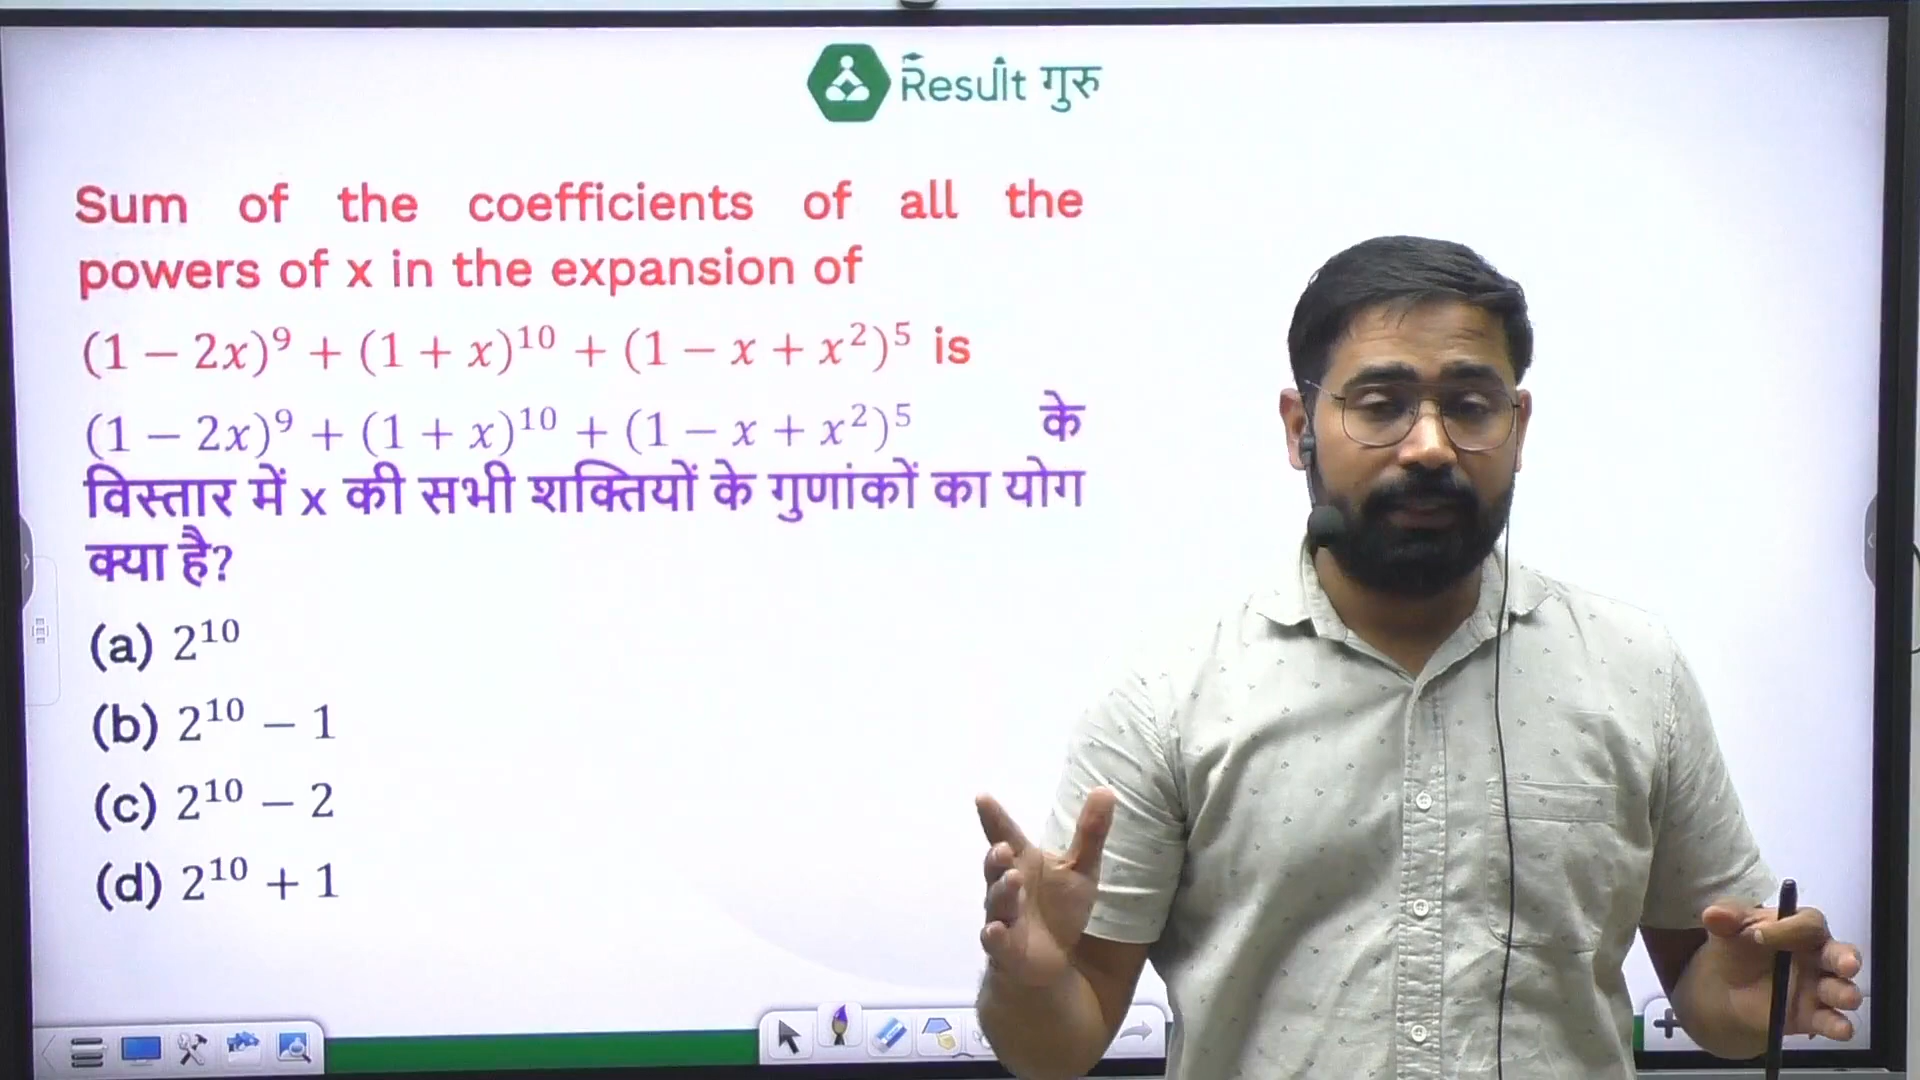 Result गुरु
Sum of the coefficients of all the
powers of x in the expansion of
(1 − 2x)⁹ + (1 + x)¹⁰ + (1 − x + x²)⁵ is
(1 − 2x)⁹ + (1 + x)¹⁰ + (1 − x + x²)⁵ के
विस्तार में x की सभी शक्तियों के गुणांकों का योग
क्या है?
(a) 2¹⁰
(b) 2¹⁰ − 1
(c) 2¹⁰ − 2
(d) 2¹⁰ + 1